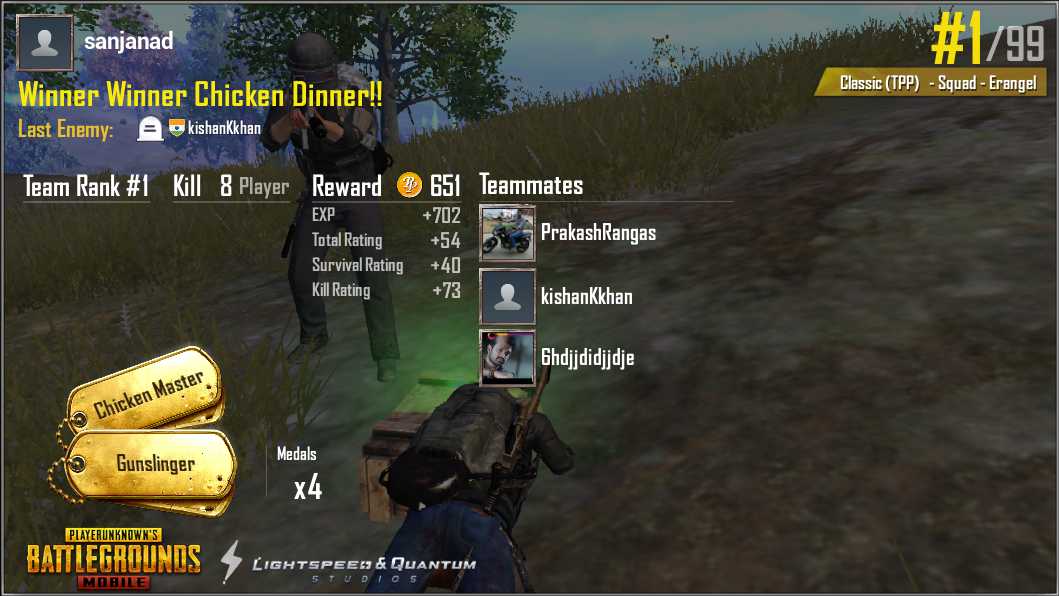 sanjanad
#1/99
Classic (TPP) - Squad - Erangel
Winner Winner Chicken Dinner!!
Last Enemy: kishanKkhan
Team Rank #1
Kill 8 Player
Reward 651
EXP +702
Total Rating +54
Survival Rating +40
Kill Rating +73
Teammates
PrakashRangas
kishanKkhan
Ghdjjdidjjdje
Chicken Master
Gunslinger
Medals
x4
PLAYERUNKNOWN'S
BATTLEGROUNDS
MOBILE
LIGHTSPEED & QUANTUM
STUDIOS